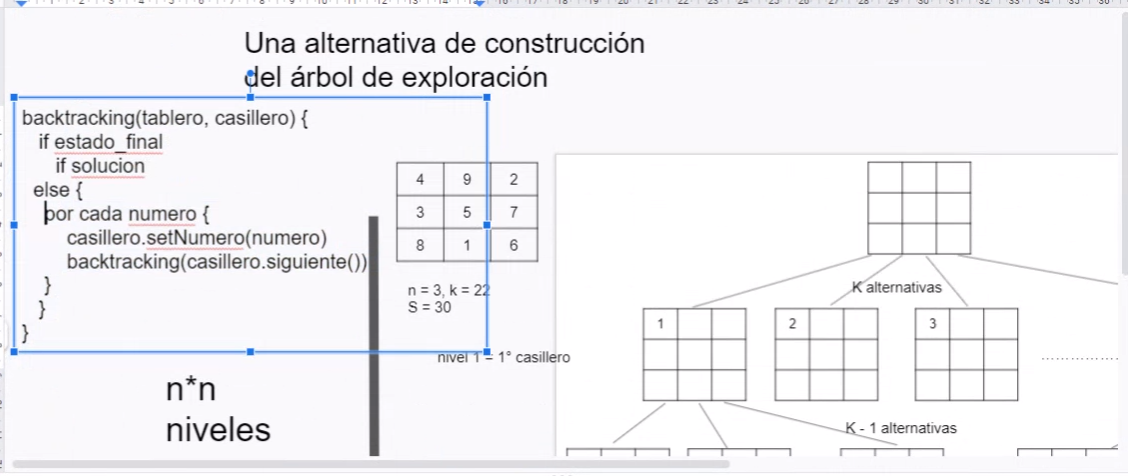 Una alternativa de construcción
del árbol de exploración
backtracking(tablero, casillero) {
if estado_final
if solucion
else {
por cada numero {
casillero.setNumero(numero)
backtracking(casillero.siguiente())
}
}
}
n*n
niveles
4 9 2
3 5 7
8 1 6
n = 3, k = 22
S = 30
nivel 1 = 1° casillero
K alternativas
1
2
3
K - 1 alternativas